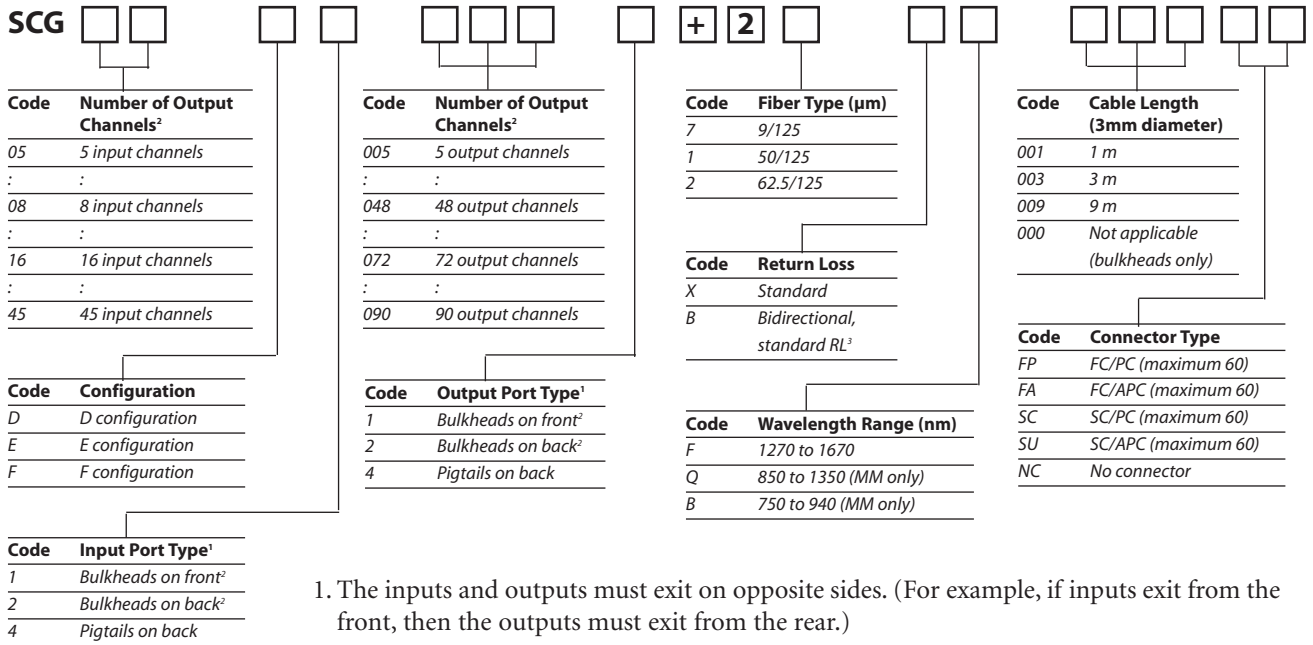 SCG + 2
Code Number of Output
Channels²
05 5 input channels
: :
08 8 input channels
: :
16 16 input channels
: :
45 45 input channels
Code Configuration
D D configuration
E E configuration
F F configuration
Code Input Port Type¹
1 Bulkheads on front²
2 Bulkheads on back²
4 Pigtails on back
Code Number of Output
Channels²
005 5 output channels
: :
048 48 output channels
: :
072 72 output channels
: :
090 90 output channels
Code Output Port Type¹
1 Bulkheads on front²
2 Bulkheads on back²
4 Pigtails on back
Code Fiber Type (µm)
7 9/125
1 50/125
2 62.5/125
Code Return Loss
X Standard
B Bidirectional,
standard RL³
Code Wavelength Range (nm)
F 1270 to 1670
Q 850 to 1350 (MM only)
B 750 to 940 (MM only)
Code Cable Length
(3mm diameter)
001 1 m
003 3 m
009 9 m
000 Not applicable
(bulkheads only)
Code Connector Type
FP FC/PC (maximum 60)
FA FC/APC (maximum 60)
SC SC/PC (maximum 60)
SU SC/APC (maximum 60)
NC No connector
1. The inputs and outputs must exit on opposite sides. (For example, if inputs exit from the
front, then the outputs must exit from the rear.)